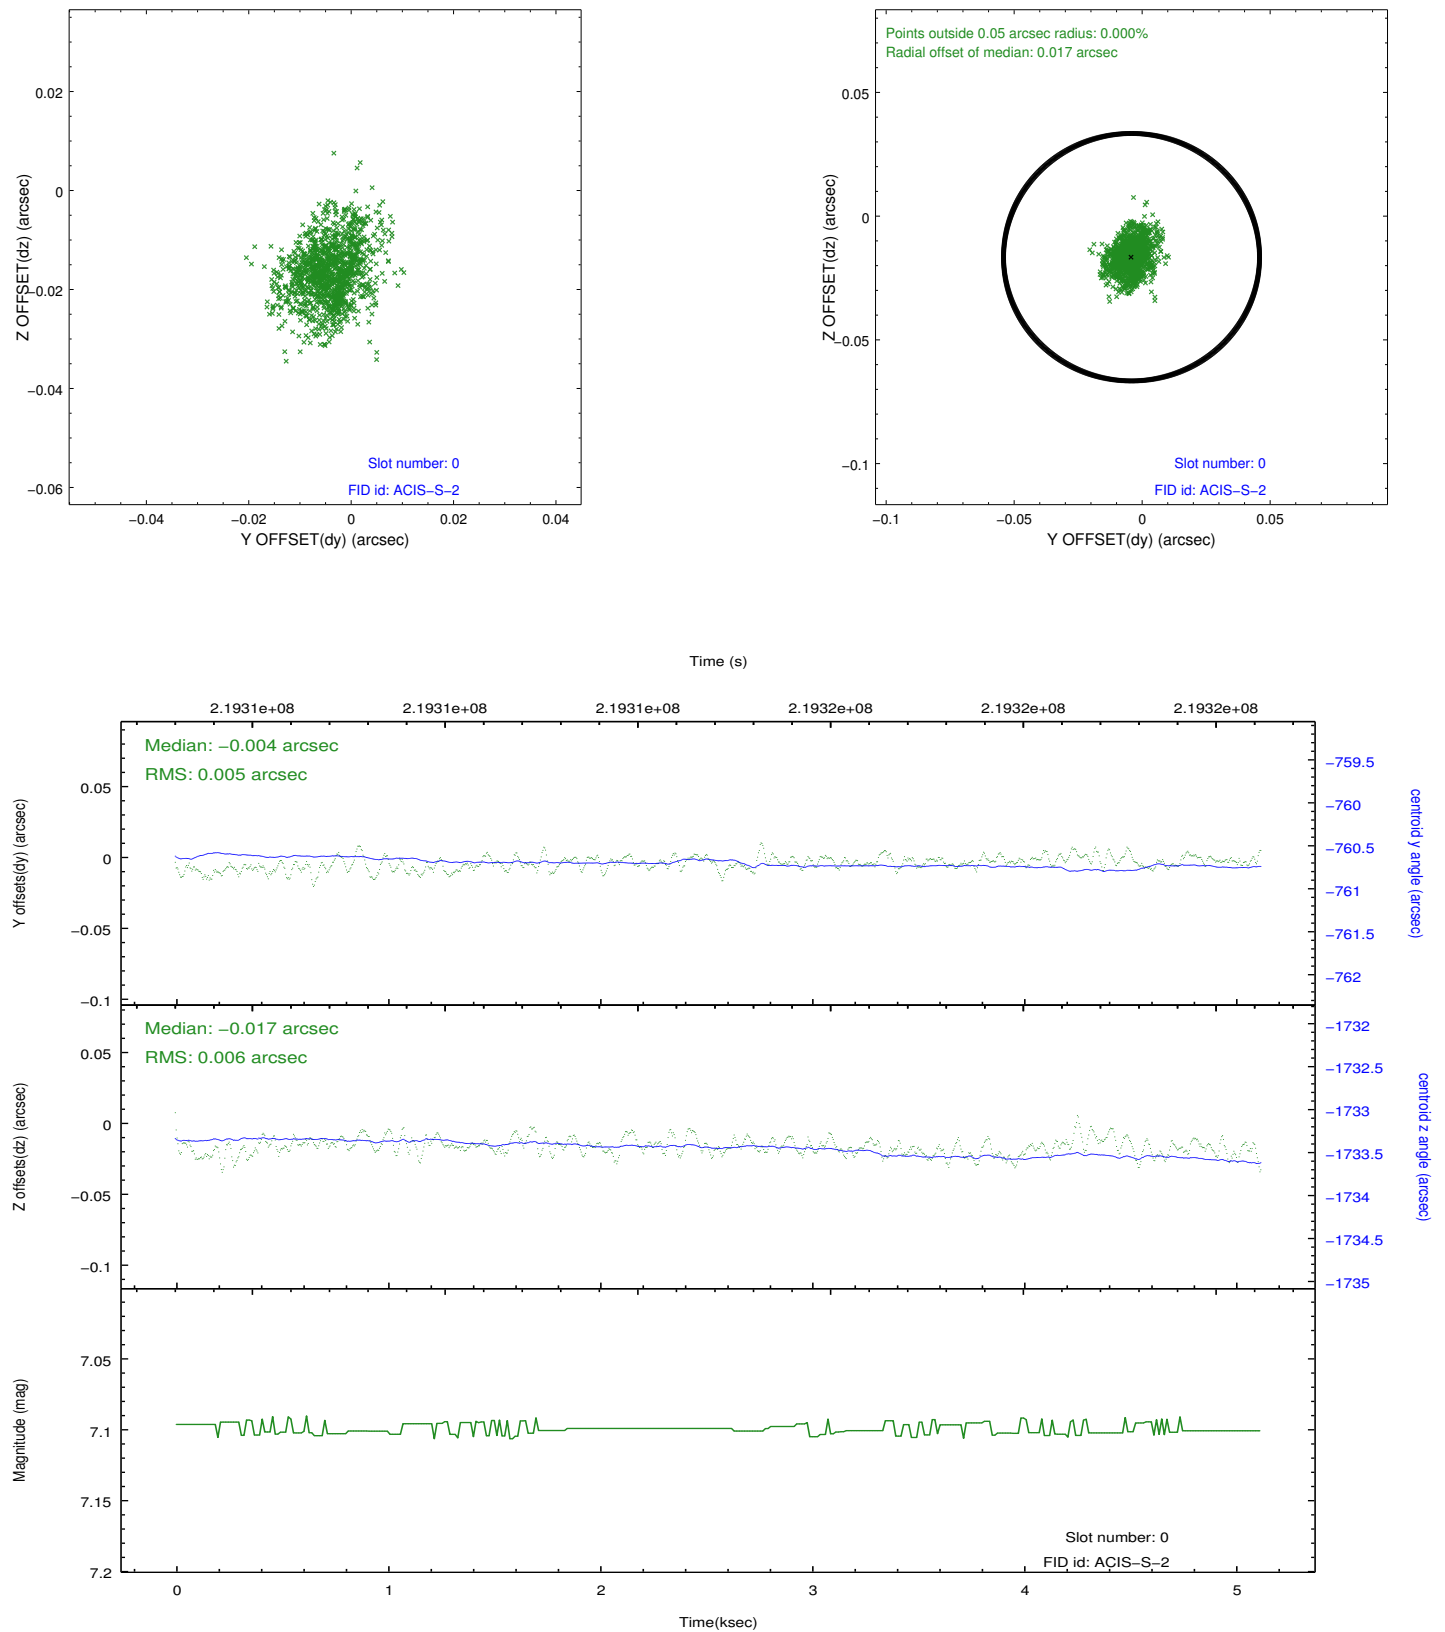 0.02
0
−0.02
−0.04
−0.06
Z OFFSET(dz) (arcsec)
Slot number: 0
FID id: ACIS−S−2
−0.04
−0.02
0
0.02
0.04
Y OFFSET(dy) (arcsec)
Points outside 0.05 arcsec radius: 0.000%
Radial offset of median: 0.017 arcsec
0.05
0
−0.05
−0.1
Z OFFSET(dz) (arcsec)
Slot number: 0
FID id: ACIS−S−2
−0.1
−0.05
0
0.05
Y OFFSET(dy) (arcsec)
Time (s)
2.1931e+08
2.1931e+08
2.1931e+08
2.1932e+08
2.1932e+08
2.1932e+08
Median: −0.004 arcsec
RMS: 0.005 arcsec
0.05
0
−0.05
−0.1
Y offsets(dy) (arcsec)
−759.5
−760
−760.5
−761
−761.5
−762
centroid y angle (arcsec)
Median: −0.017 arcsec
RMS: 0.006 arcsec
0.05
0
−0.05
−0.1
Z offsets(dz) (arcsec)
−1732
−1732.5
−1733
−1733.5
−1734
−1734.5
−1735
centroid z angle (arcsec)
7.05
7.1
7.15
7.2
Magnitude (mag)
Slot number: 0
FID id: ACIS−S−2
0
1
2
3
4
5
Time(ksec)